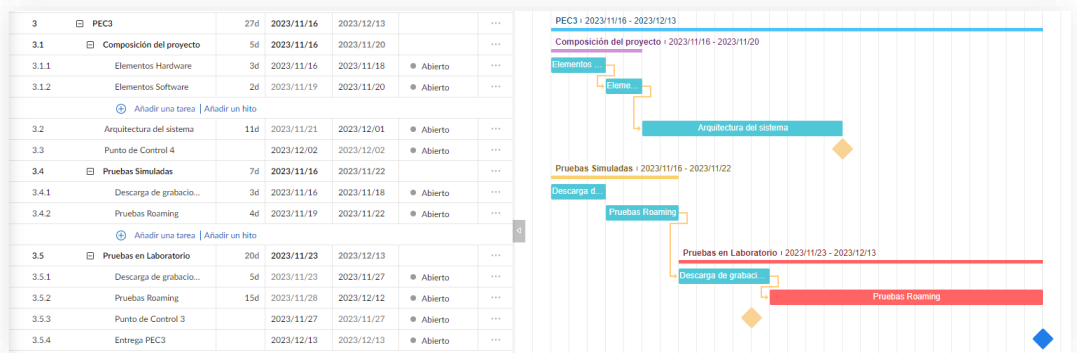 3 PEC3 27d 2023/11/16 2023/12/13 ...
3.1 Composición del proyecto 5d 2023/11/16 2023/11/20 ...
3.1.1 Elementos Hardware 3d 2023/11/16 2023/11/18 Abierto ...
3.1.2 Elementos Software 2d 2023/11/19 2023/11/20 Abierto ...
Añadir una tarea | Añadir un hito
3.2 Arquitectura del sistema 11d 2023/11/21 2023/12/01 Abierto ...
3.3 Punto de Control 4 2023/12/02 2023/12/02 Abierto ...
3.4 Pruebas Simuladas 7d 2023/11/16 2023/11/22 ...
3.4.1 Descarga de grabacio... 3d 2023/11/16 2023/11/18 Abierto ...
3.4.2 Pruebas Roaming 4d 2023/11/19 2023/11/22 Abierto ...
Añadir una tarea | Añadir un hito
3.5 Pruebas en Laboratorio 20d 2023/11/23 2023/12/13 ...
3.5.1 Descarga de grabacio... 5d 2023/11/23 2023/11/27 Abierto ...
3.5.2 Pruebas Roaming 15d 2023/11/28 2023/12/12 Abierto ...
3.5.3 Punto de Control 3 2023/11/27 2023/11/27 Abierto ...
3.5.4 Entrega PEC3 2023/12/13 2023/12/13 Abierto ...
PEC3 : 2023/11/16 - 2023/12/13
Composición del proyecto : 2023/11/16 - 2023/11/20
Elementos ...
Eleme...
Arquitectura del sistema
Pruebas Simuladas : 2023/11/16 - 2023/11/22
Descarga d...
Pruebas Roaming
Pruebas en Laboratorio : 2023/11/23 - 2023/12/13
Descarga de grabaci...
Pruebas Roaming